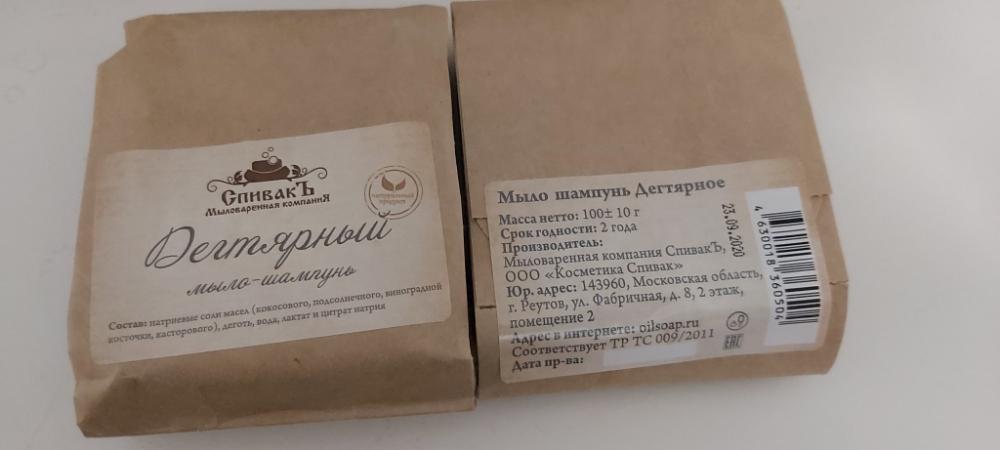 СпивакЪ
Мыловаренная компаниЯ
натуральный
продукт
Дегтярный
мыло-шампунь
Состав: натриевые соли масел (кокосового, подсолнечного, виноградной
косточки, касторового), деготь, вода, лактат и цитрат натрия
Мыло шампунь Дегтярное
Масса нетто: 100± 10 г
Срок годности: 2 года
Производитель:
Мыловаренная компания СпивакЪ,
ООО «Косметика Спивак»
Юр. адрес: 143960, Московская область,
г. Реутов, ул. Фабричная, д. 8, 2 этаж,
помещение 2
Адрес в интернете: oilsoap.ru
Соответствует ТР ТС 009/2011
Дата пр-ва:
23.09.2020
EAC
4 630018 360504